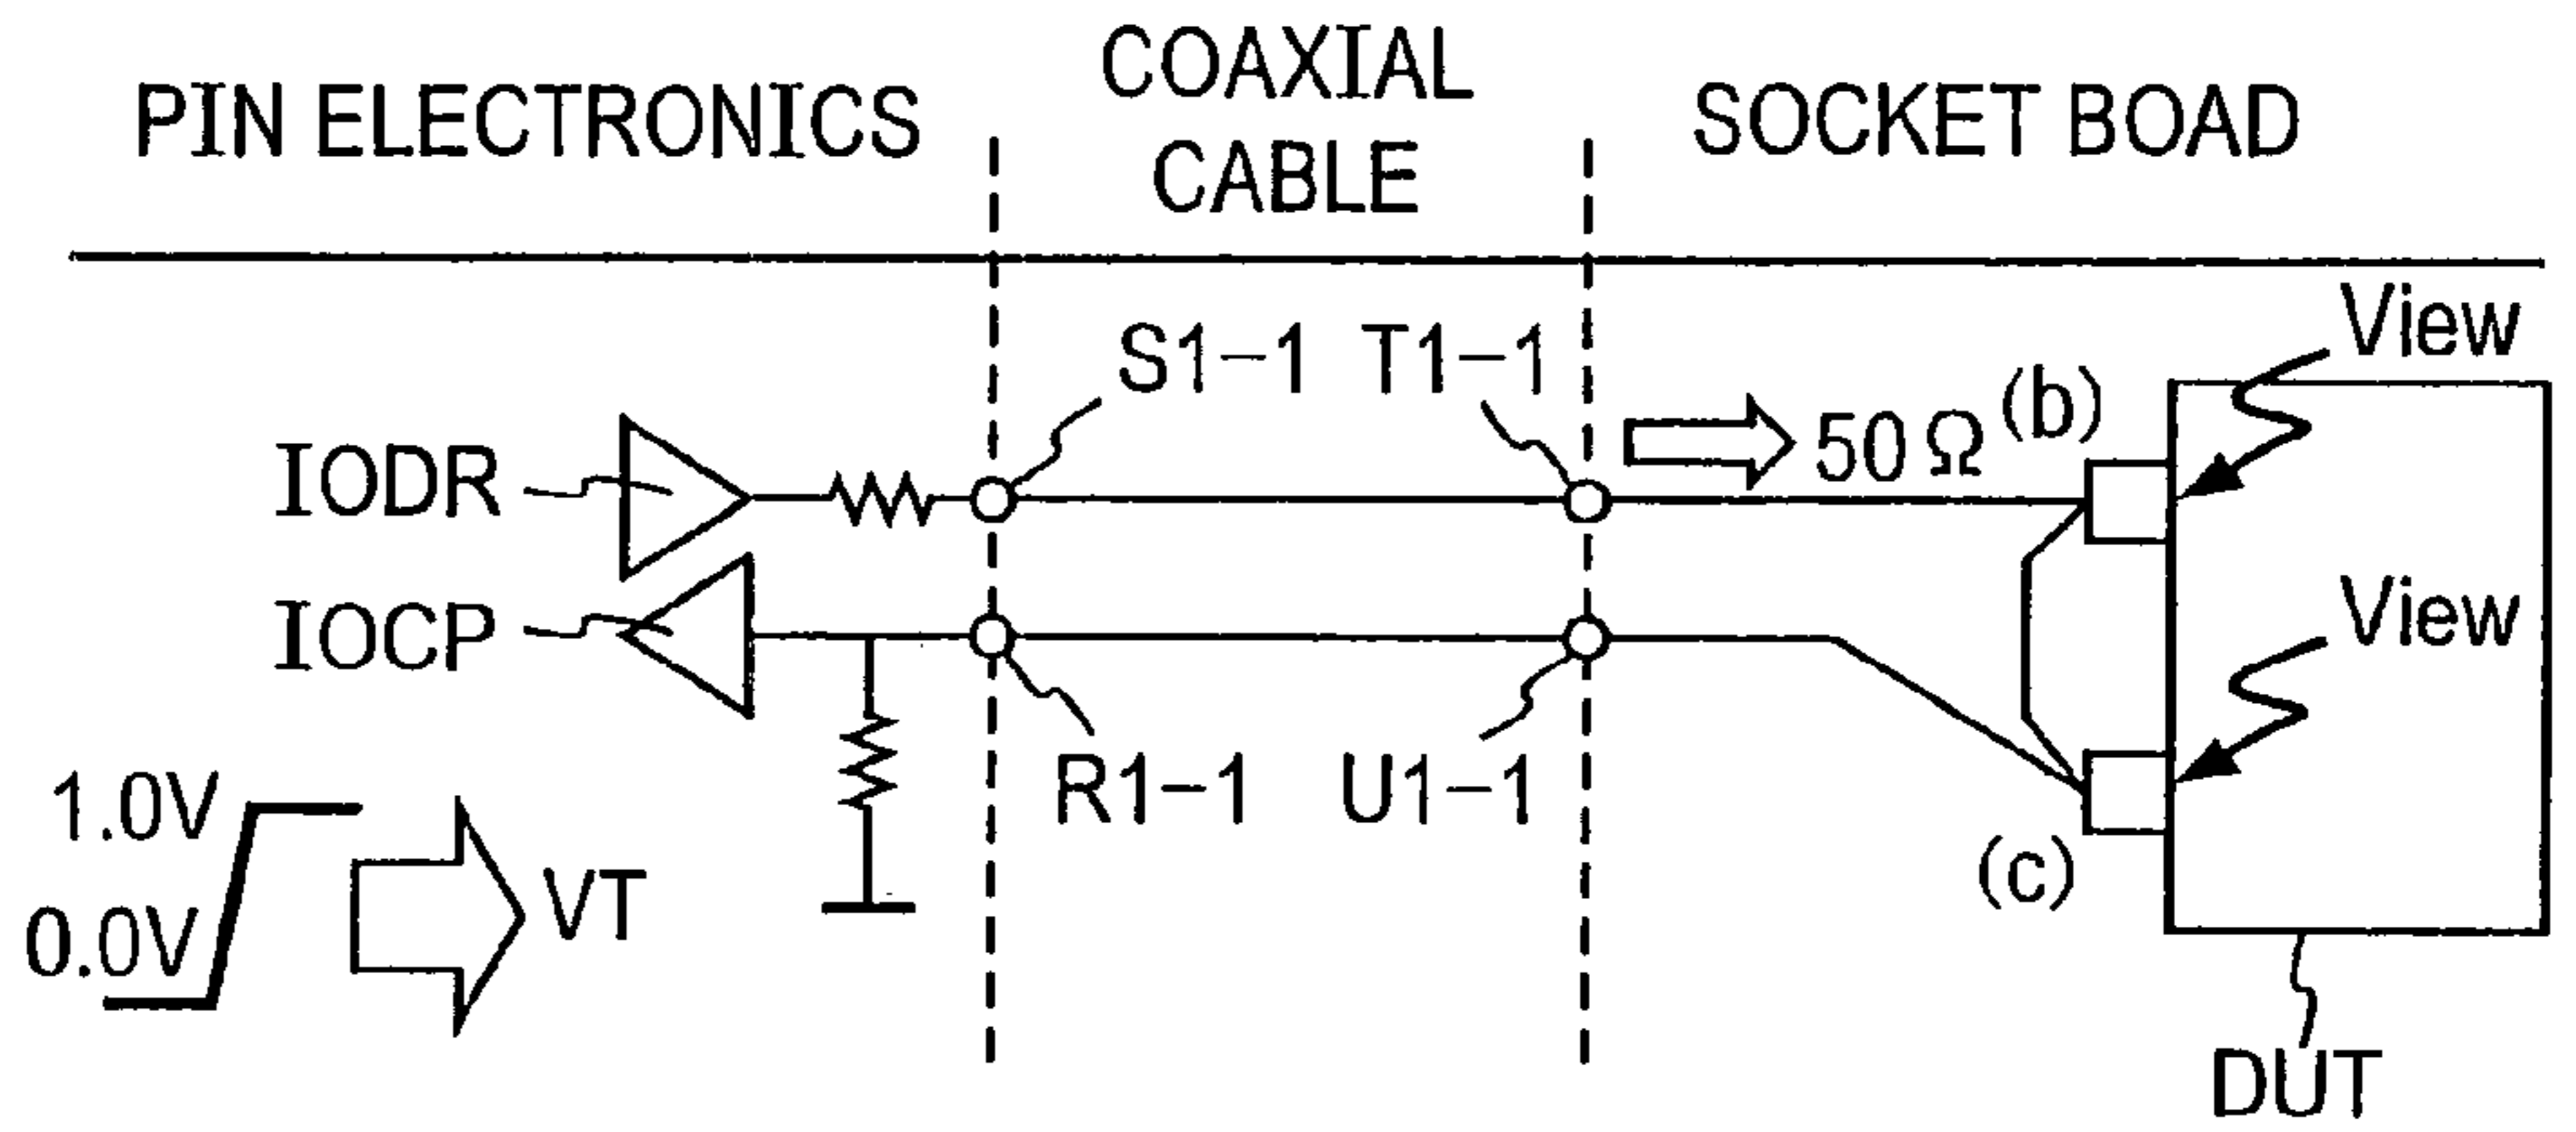 PIN ELECTRONICS
COAXIAL
CABLE
SOCKET BOAD
S1-1
T1-1
View
50 Ω
(b)
IODR
IOCP
View
R1-1
U1-1
1.0V
0.0V
VT
(c)
DUT